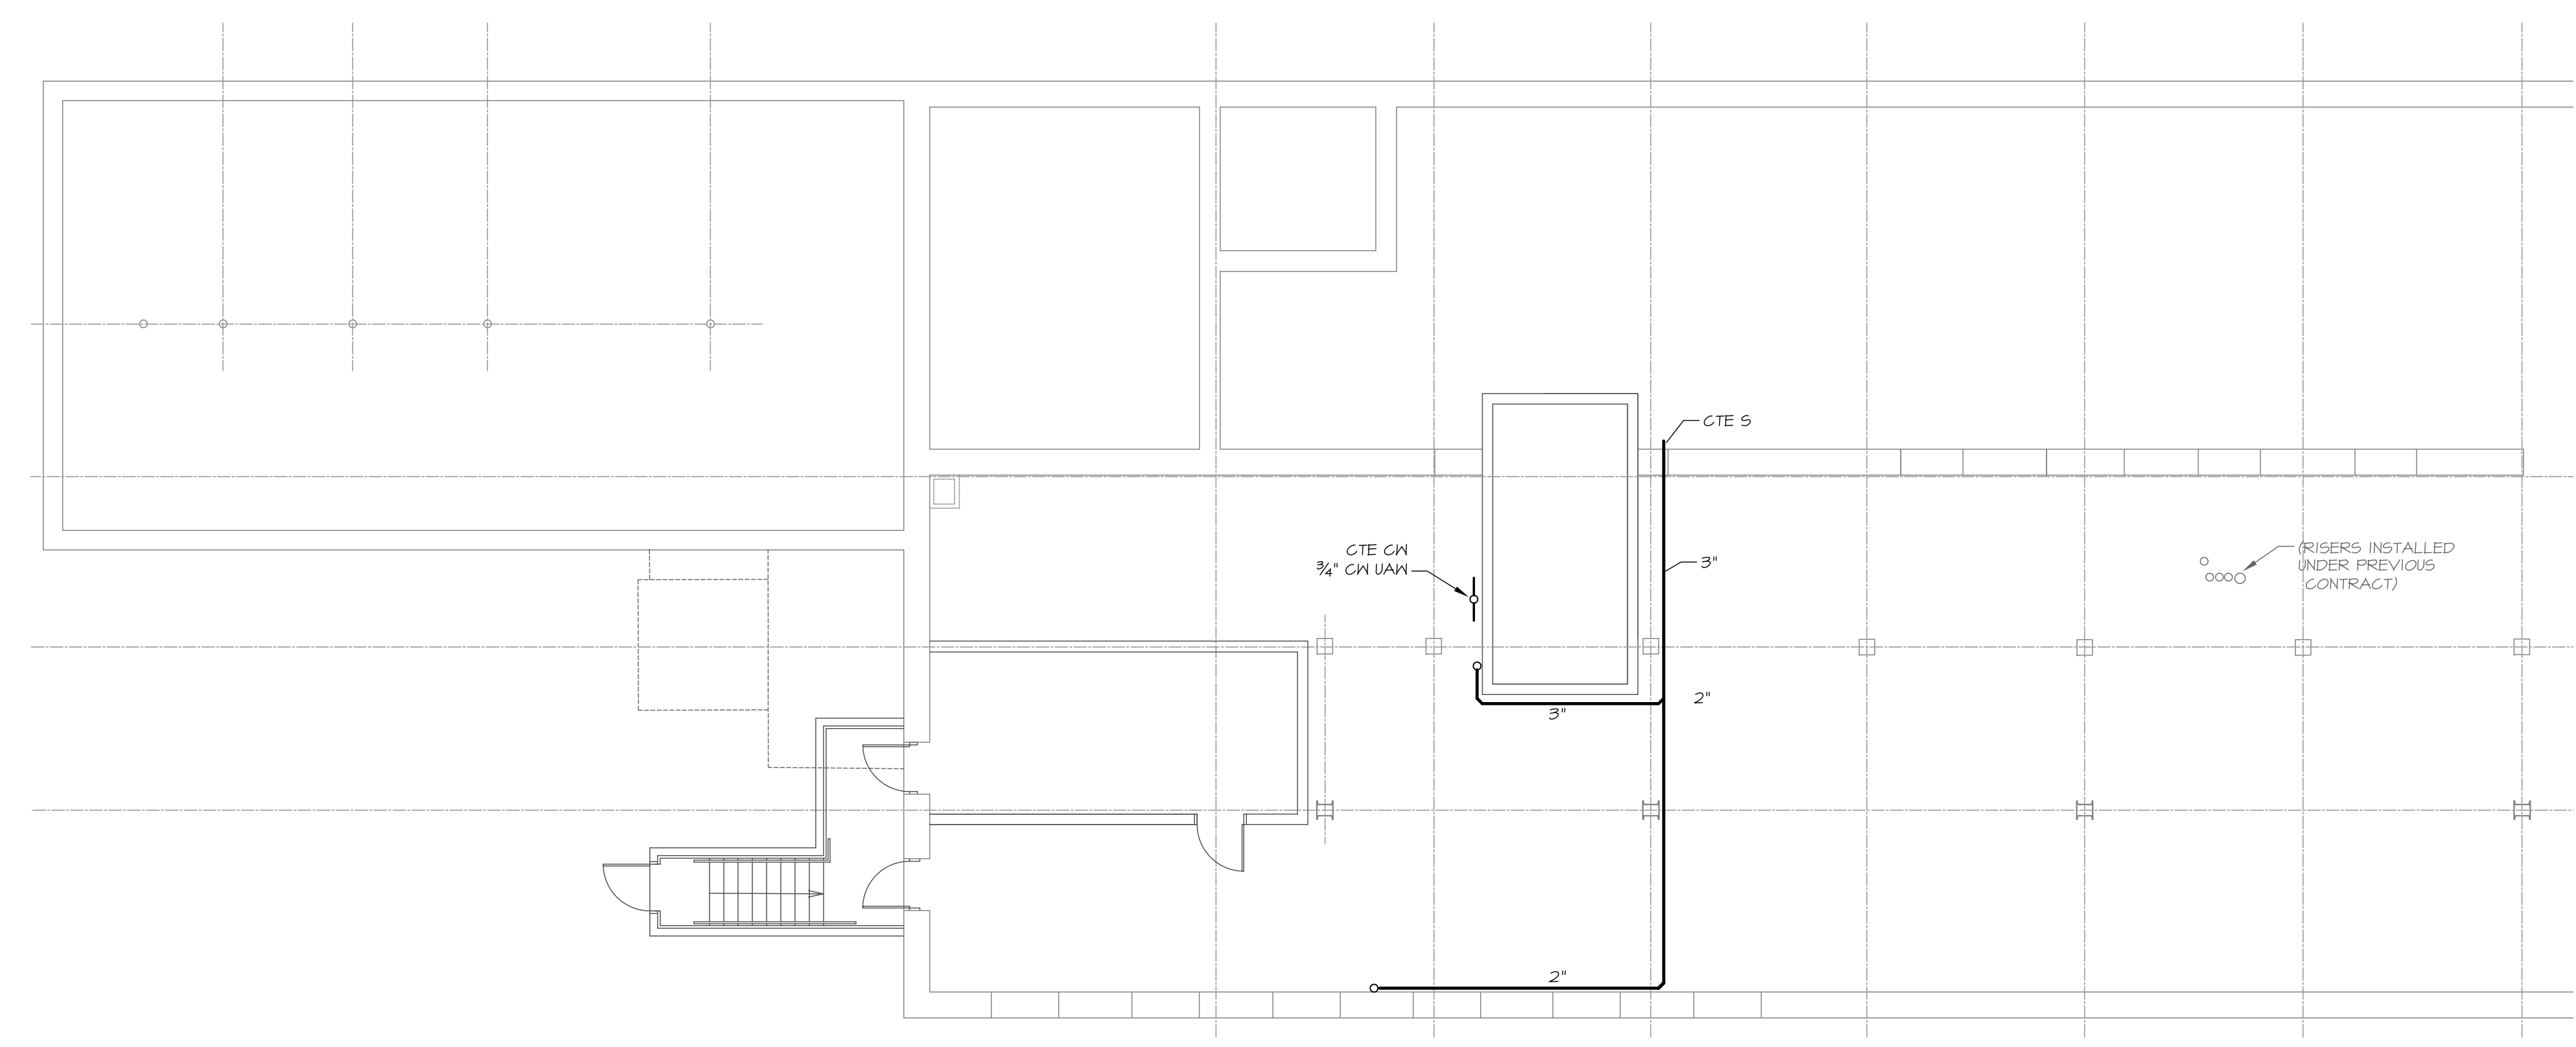 CTE S
CTE CW
3/4" CW UAW
3"
(RISERS INSTALLED
UNDER PREVIOUS
CONTRACT)
2"
3"
2"